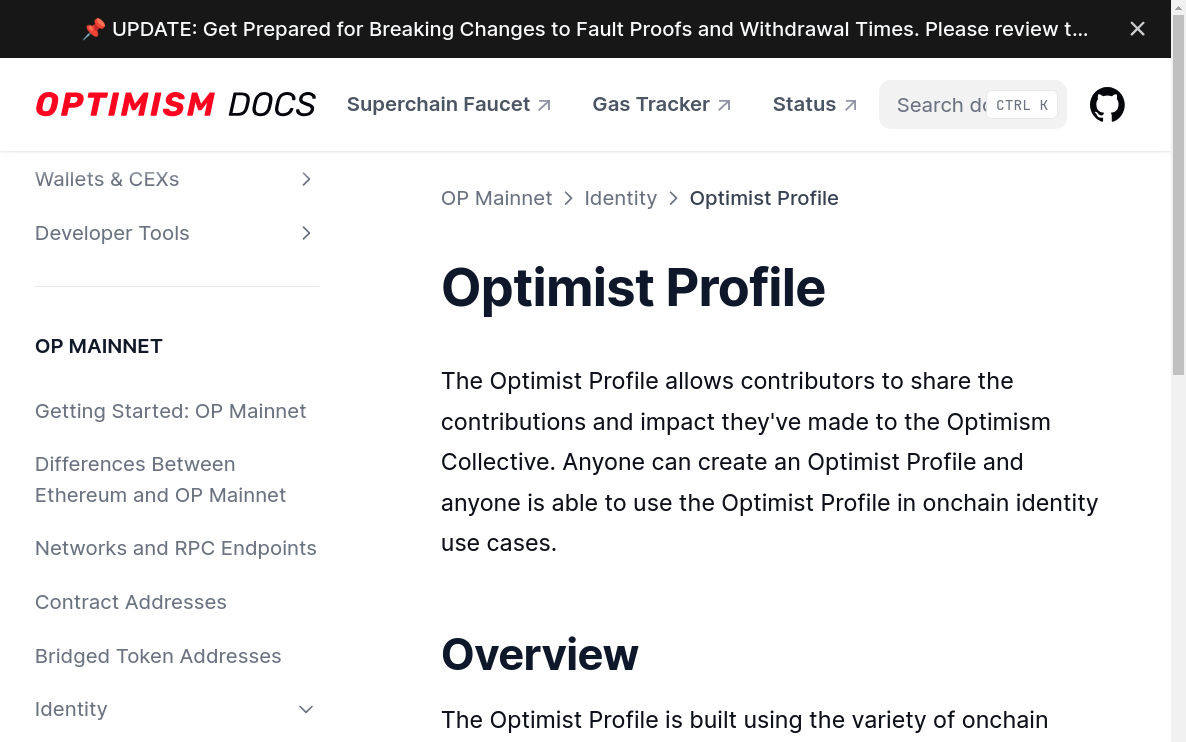 📌 UPDATE: Get Prepared for Breaking Changes to Fault Proofs and Withdrawal Times. Please review t...
OPTIMISM DOCS
Superchain Faucet
Gas Tracker
Status
Search do
CTRL K
Wallets & CEXs
Developer Tools
OP MAINNET
Getting Started: OP Mainnet
Differences Between
Ethereum and OP Mainnet
Networks and RPC Endpoints
Contract Addresses
Bridged Token Addresses
Identity
OP Mainnet > Identity > Optimist Profile
Optimist Profile
The Optimist Profile allows contributors to share the
contributions and impact they've made to the Optimism
Collective. Anyone can create an Optimist Profile and
anyone is able to use the Optimist Profile in onchain identity
use cases.
Overview
The Optimist Profile is built using the variety of onchain